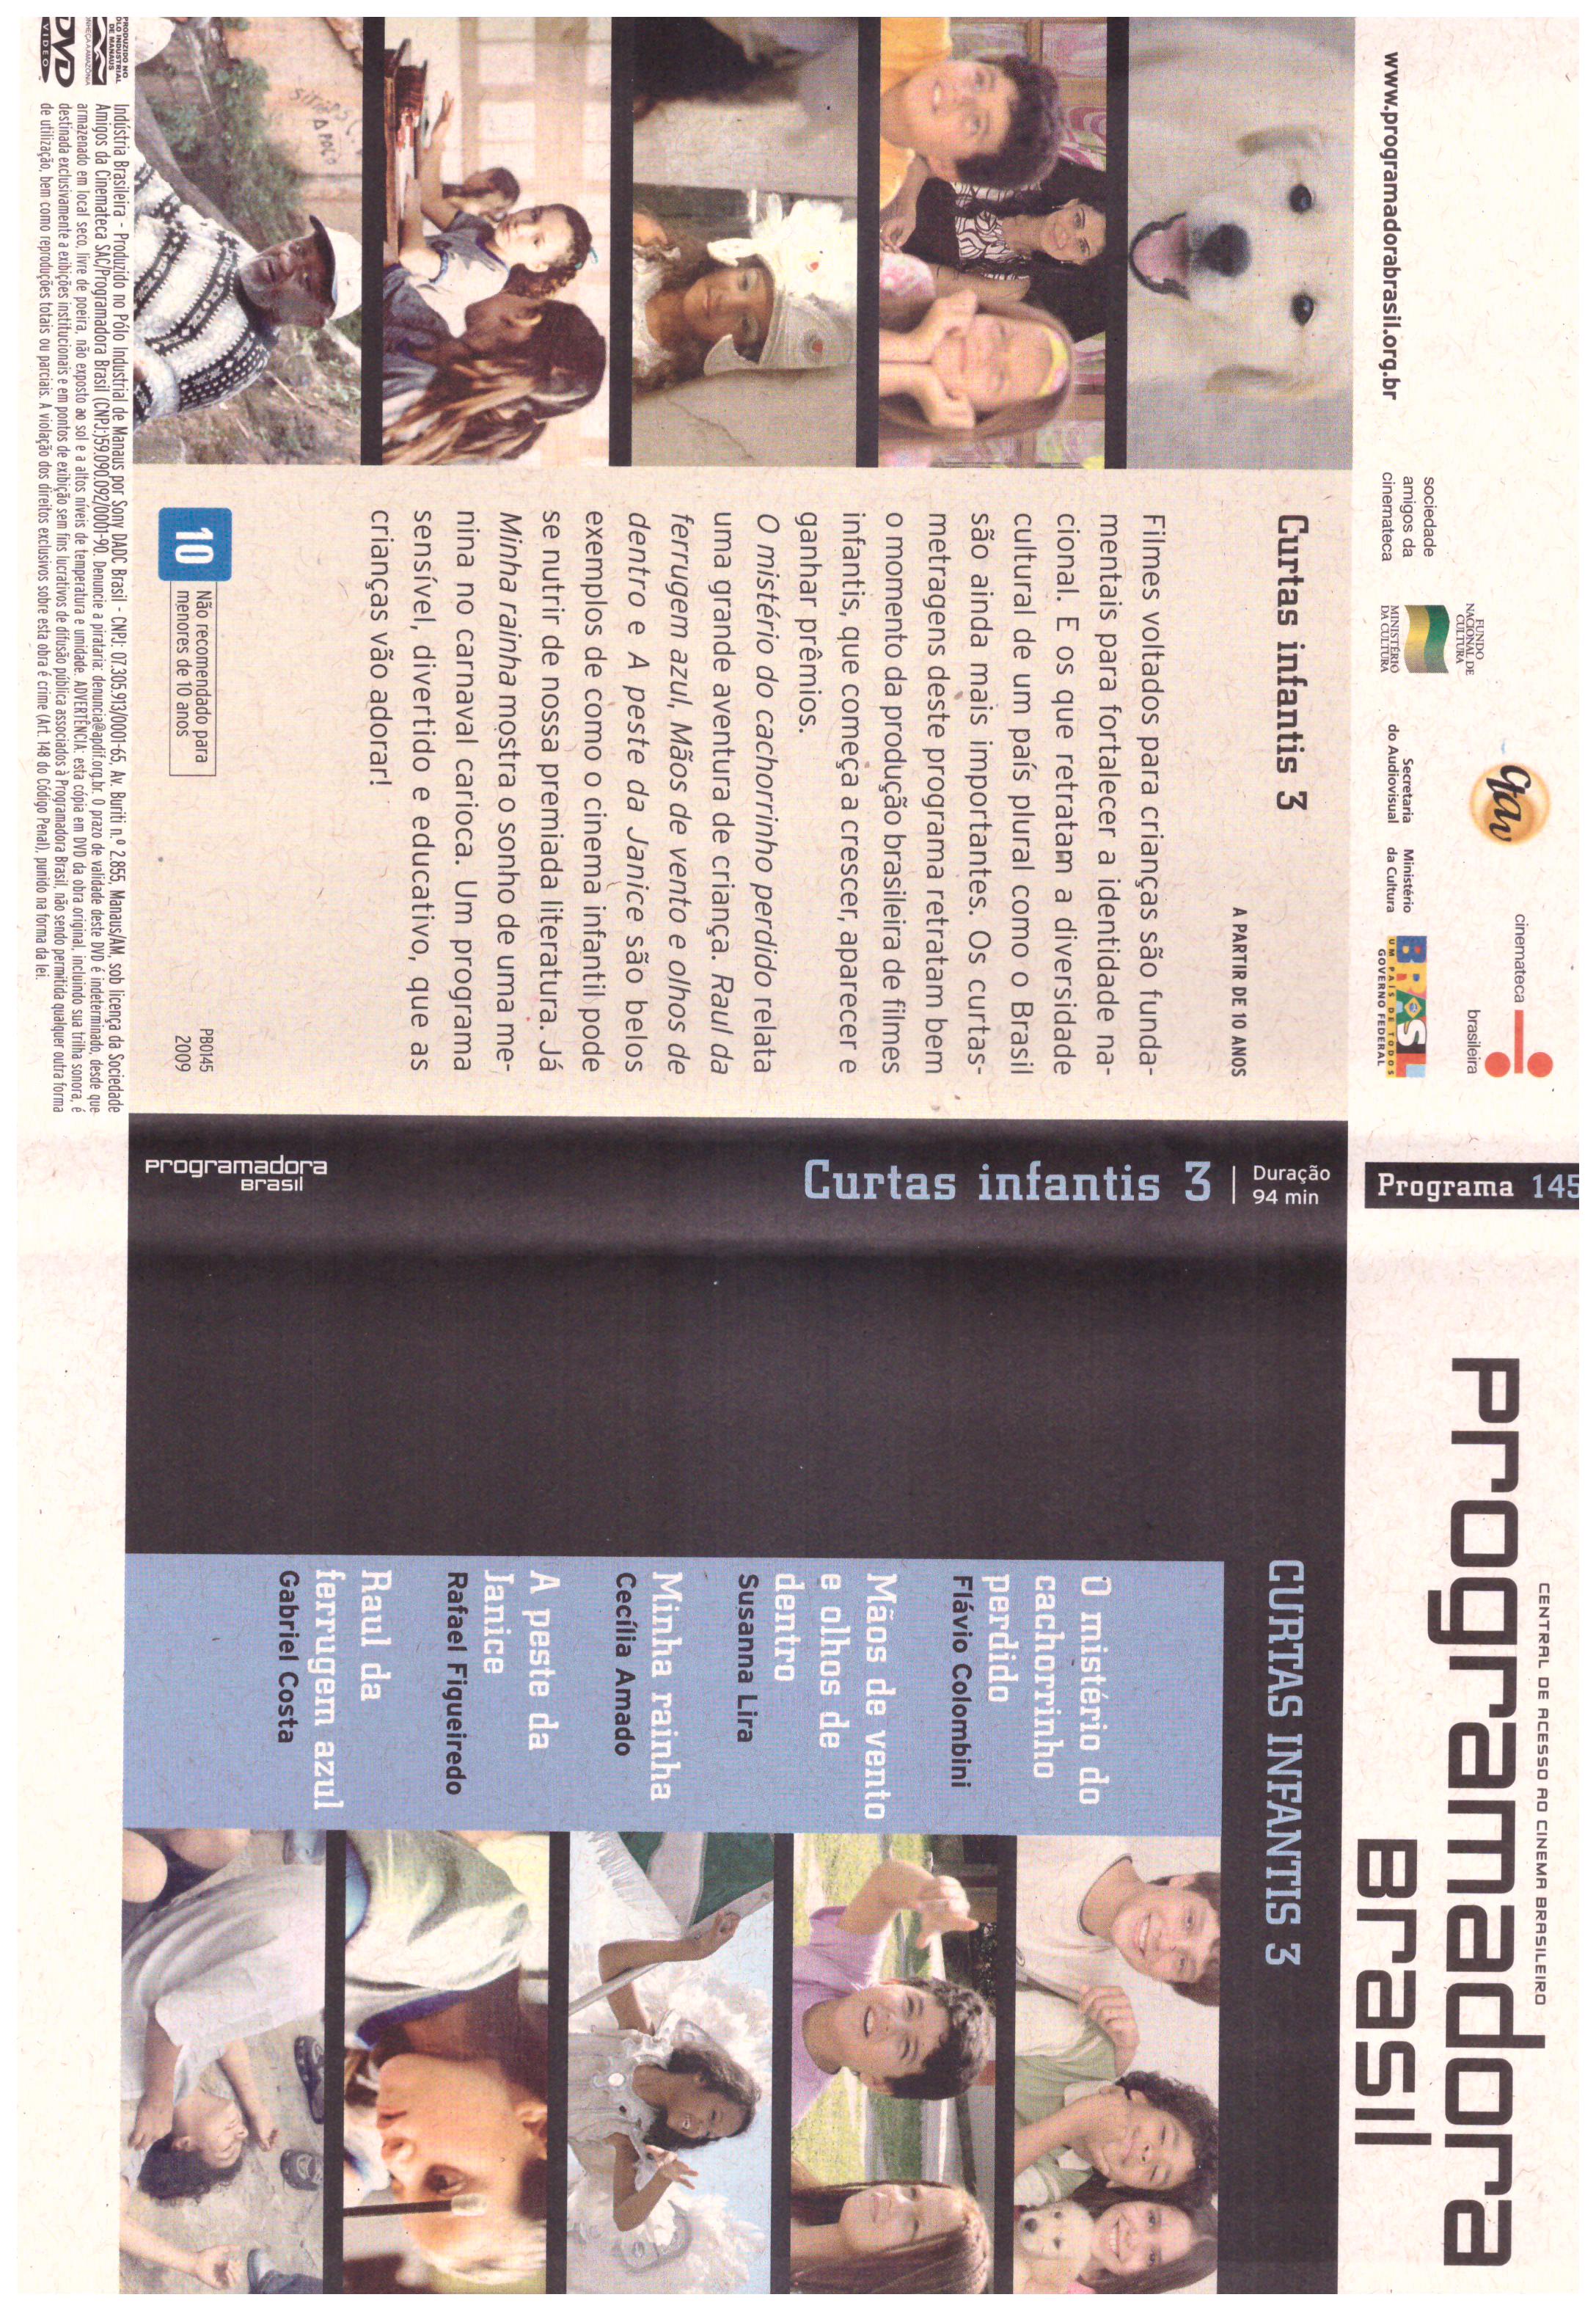 www.programadorabrasil.org.br
sociedade
amigos da
cinemateca
FUNDO
NACIONAL DE
CULTURA
MINISTÉRIO
DA CULTURA
ctav
Secretaria
do Audiovisual
Ministério
da Cultura
cinemateca
brasileira
BRASIL
UM PAÍS DE TODOS
GOVERNO FEDERAL
Curtas infantis 3
A PARTIR DE 10 ANOS
Filmes voltados para crianças são funda-
mentais para fortalecer a identidade na-
cional. E os que retratam a diversidade
cultural de um país plural como o Brasil
são ainda mais importantes. Os curtas-
metragens deste programa retratam bem
o momento da produção brasileira de filmes
infantis, que começa a crescer, aparecer e
ganhar prêmios.
O mistério do cachorrinho perdido relata
uma grande aventura de criança. Raul da
ferrugem azul, Mãos de vento e olhos de
dentro e A peste da Janice são belos
exemplos de como o cinema infantil pode
se nutrir de nossa premiada literatura. Já
Minha rainha mostra o sonho de uma me-
nina no carnaval carioca. Um programa
sensível, divertido e educativo, que as
crianças vão adorar!
10
Não recomendado para
menores de 10 anos
PB0145
2009
PRODUZIDO NO
PÓLO INDUSTRIAL
DE MANAUS
CONHEÇA A AMAZÔNIA
DVD
VIDEO
Indústria Brasileira - Produzido no Pólo Industrial de Manaus por Sony DADC Brasil - CNPJ: 07.305.913/0001-65, Av. Buriti n.º 2.855, Manaus/AM, sob licença da Sociedade
Amigos da Cinemateca SAC/Programadora Brasil (CNPJ:)59.090.092/0001-90. Denuncie a pirataria: denuncia@apdif.org.br. O prazo de validade deste DVD é indeterminado, desde que
armazenado em local seco, livre de poeira, não exposto ao sol e a altos níveis de temperatura e umidade. ADVERTÊNCIA: esta cópia em DVD da obra original, incluindo sua trilha sonora, é
destinada exclusivamente a exibições institucionais e em pontos de exibição sem fins lucrativos de difusão pública associados à Programadora Brasil, não sendo permitida qualquer outra forma
de utilização, bem como reproduções totais ou parciais. A violação dos direitos exclusivos sobre esta obra é crime (Art. 148 do Código Penal), punido na forma da lei.
Programa 145
Duração
94 min
Curtas infantis 3
Programadora
Brasil
CENTRAL DE ACESSO AO CINEMA BRASILEIRO
Programadora
Brasil
CURTAS INFANTIS 3
O mistério do
cachorrinho
perdido
Flávio Colombini
Mãos de vento
e olhos de
dentro
Susanna Lira
Minha rainha
Cecília Amado
A peste da
Janice
Rafael Figueiredo
Raul da
ferrugem azul
Gabriel Costa